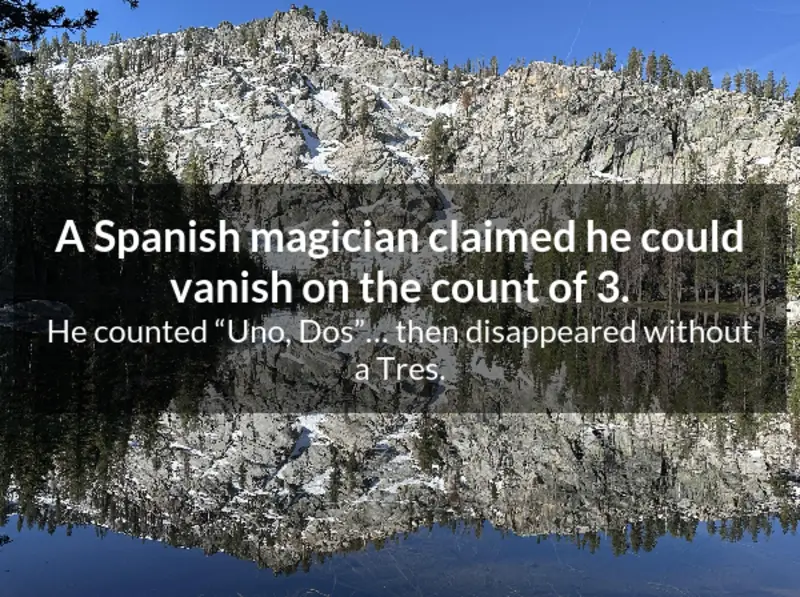 A Spanish magician claimed he could
vanish on the count of 3.
He counted “Uno, Dos”... then disappeared without
a Tres.